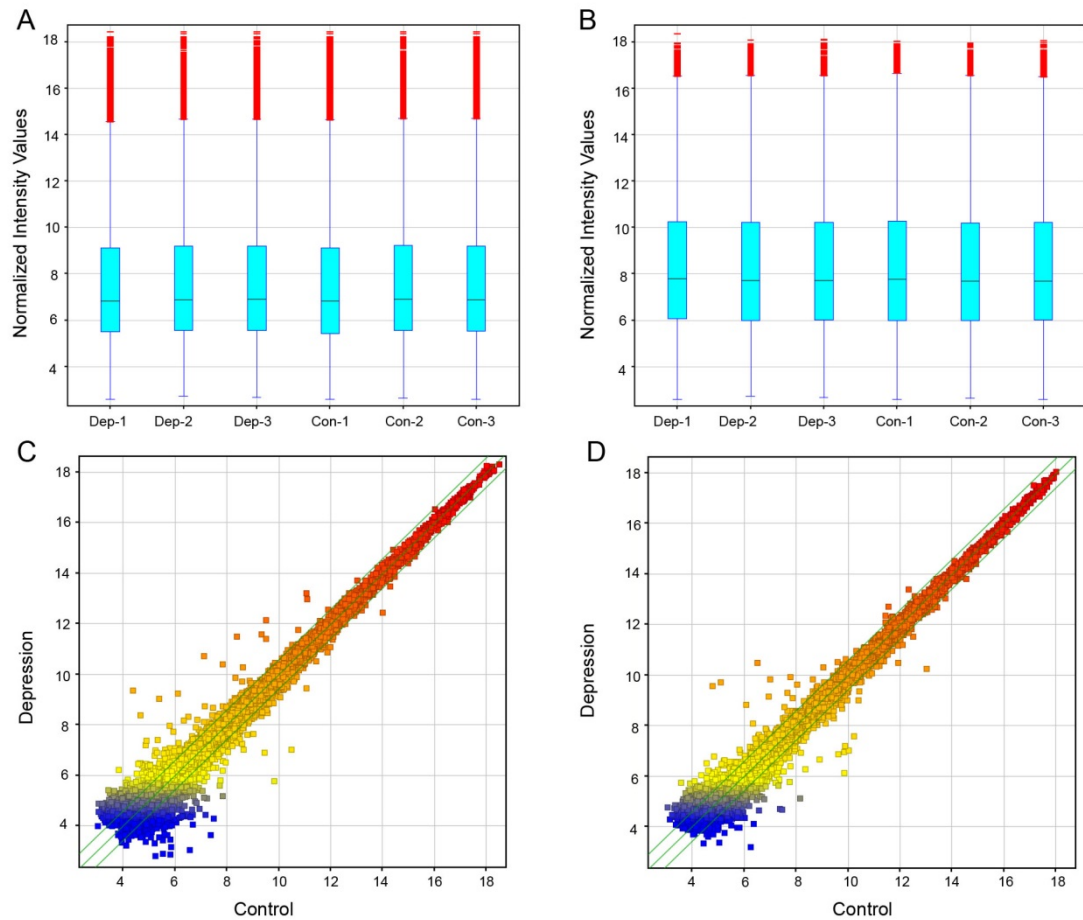 A
Normalized Intensity Values
18
16
14
12
10
8
6
4
Dep-1 Dep-2 Dep-3 Con-1 Con-2 Con-3
B
Normalized Intensity Values
18
16
14
12
10
8
6
4
Dep-1 Dep-2 Dep-3 Con-1 Con-2 Con-3
C
Depression
18
16
14
12
10
8
6
4
4 6 8 10 12 14 16 18
Control
D
Depression
18
16
14
12
10
8
6
4
4 6 8 10 12 14 16 18
Control